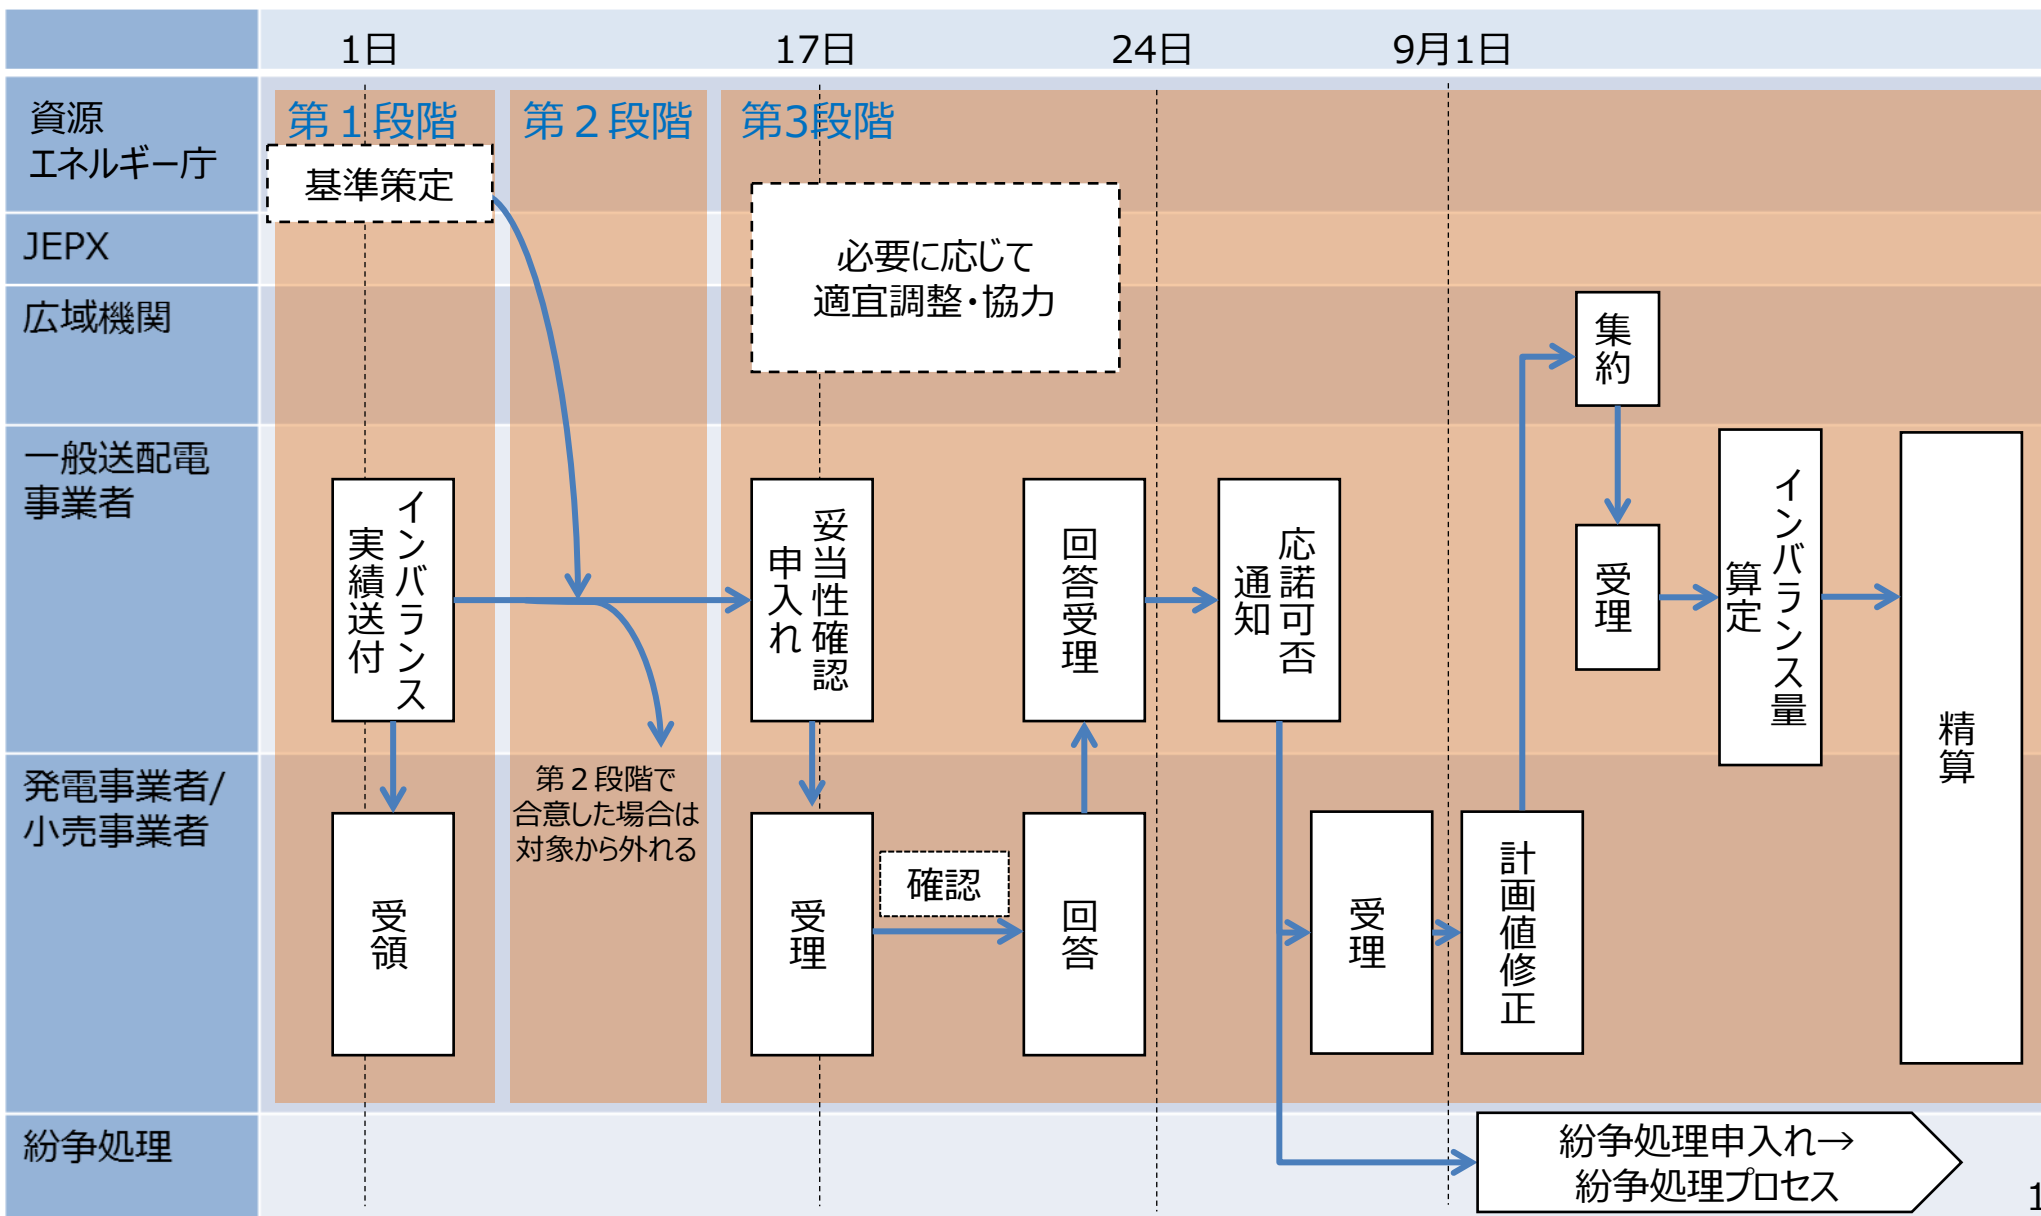 1日
17日
24日
9月1日
資源
エネルギー庁
第１段階
第２段階
第3段階
基準策定
JEPX
必要に応じて
適宜調整・協力
広域機関
集約
一般送配電
事業者
インバランス
実績送付
妥当性確認
申入れ
回答受理
応諾可否
通知
受理
インバランス量
算定
精算
発電事業者/
小売事業者
第２段階で
合意した場合は
対象から外れる
受領
受理
確認
回答
受理
計画値修正
紛争処理
紛争処理申入れ→
紛争処理プロセス
1